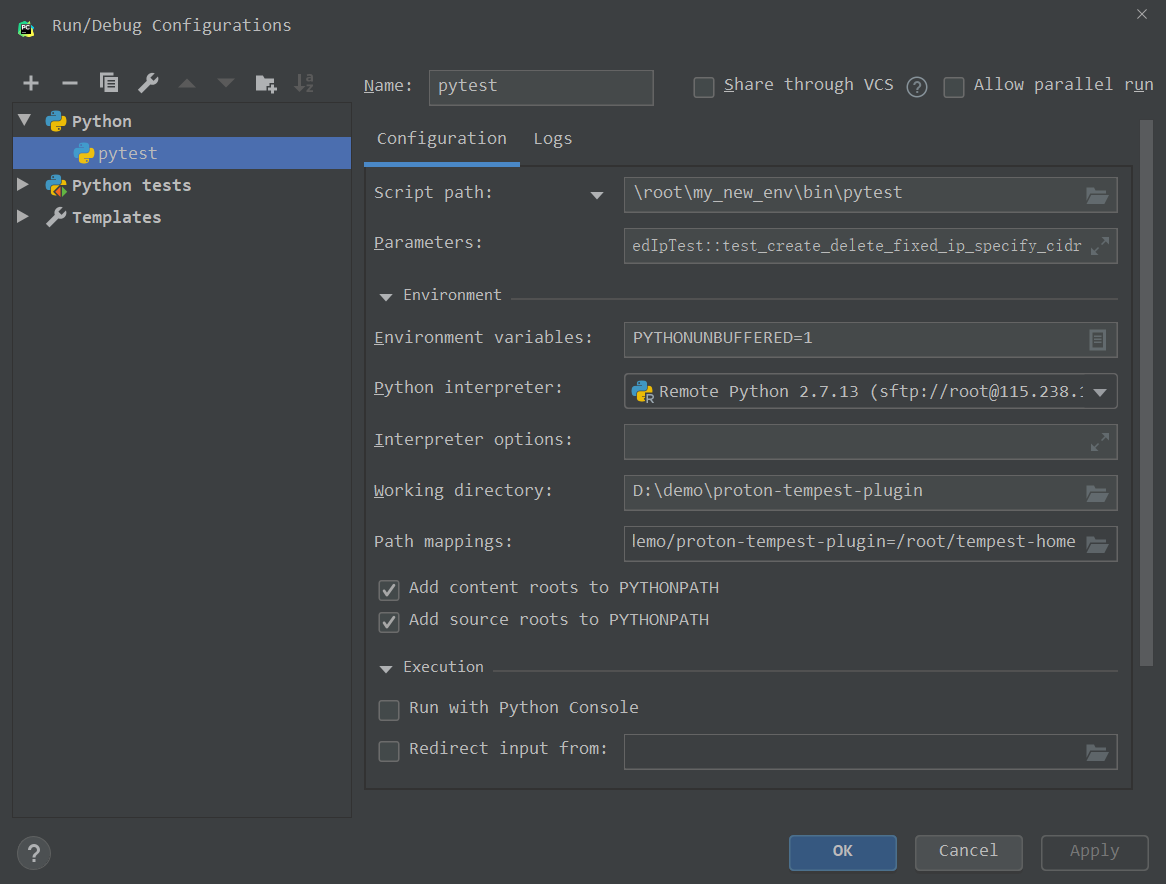 Run/Debug Configurations
Name: pytest Share through VCS ? Allow parallel run
Python
pytest
Python tests
Templates
Configuration Logs
Script path: \root\my_new_env\bin\pytest
Parameters: edIpTest::test_create_delete_fixed_ip_specify_cidr
Environment
Environment variables: PYTHONUNBUFFERED=1
Python interpreter: Remote Python 2.7.13 (sftp://root@115.238.1
Interpreter options:
Working directory: D:\demo\proton-tempest-plugin
Path mappings: lemo/proton-tempest-plugin=/root/tempest-home
Add content roots to PYTHONPATH
Add source roots to PYTHONPATH
Execution
Run with Python Console
Redirect input from:
? OK Cancel Apply